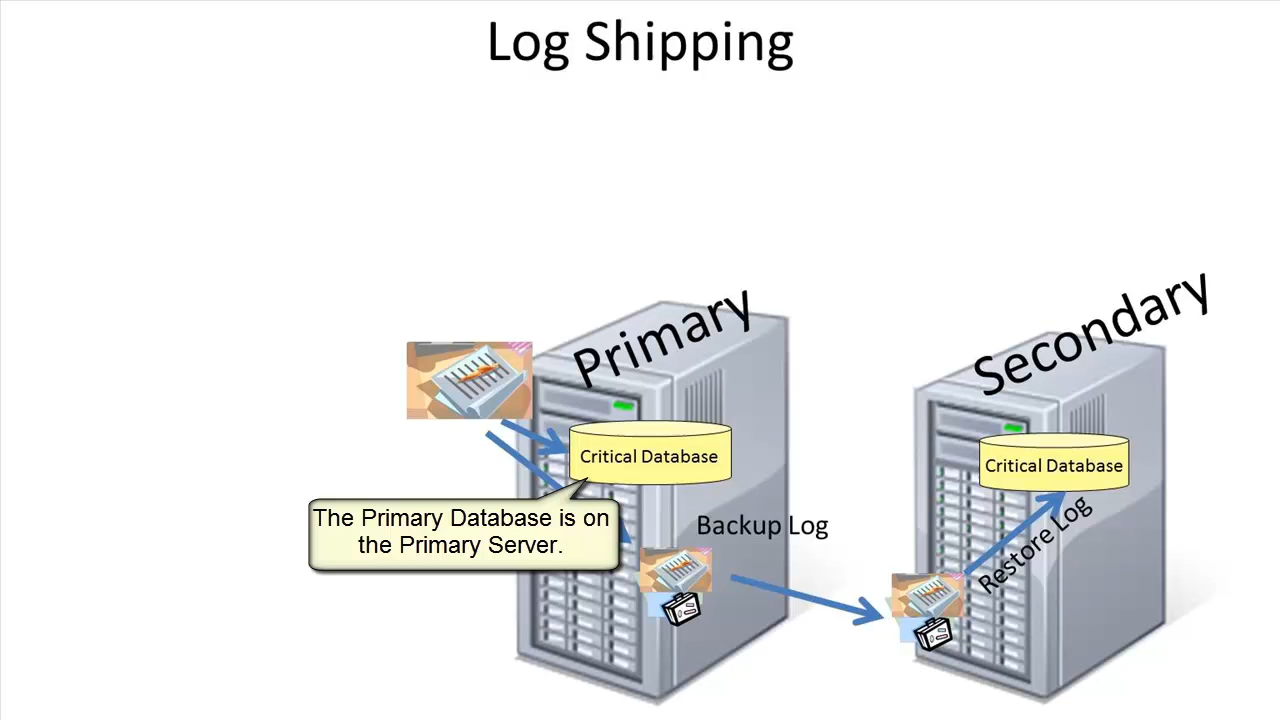 Log Shipping
Primary
Secondary
Critical Database
Critical Database
The Primary Database is on
the Primary Server.
Backup Log
Restore Log